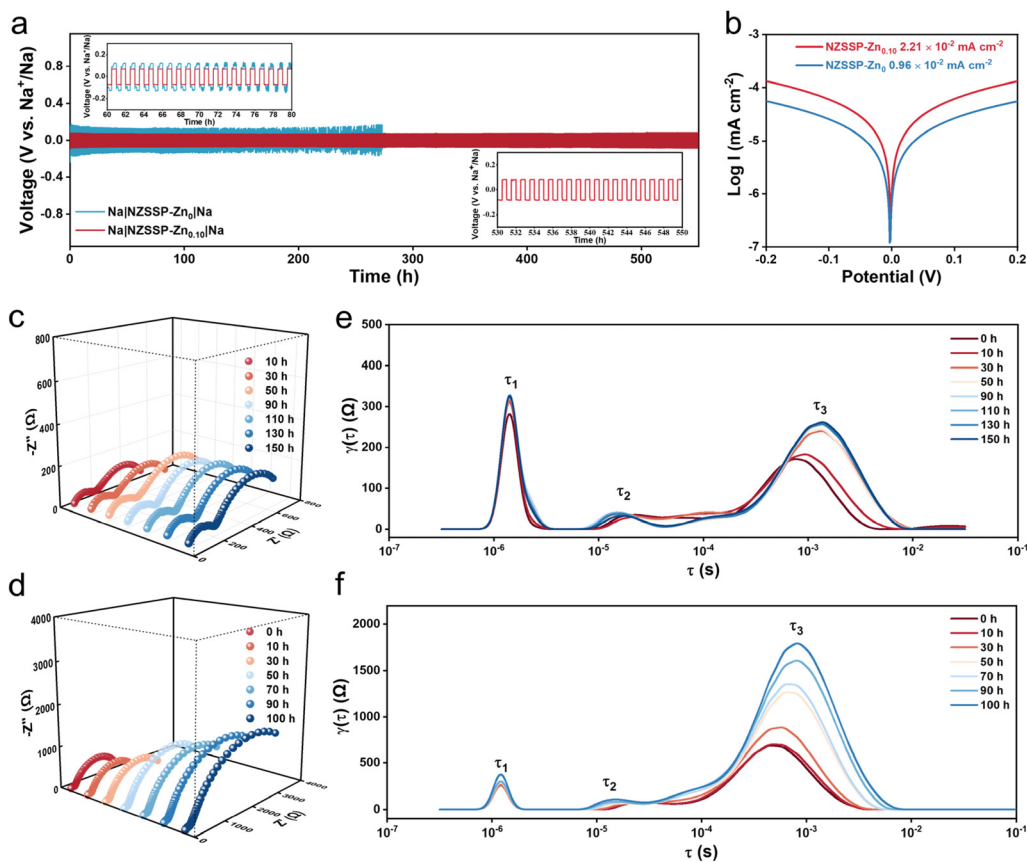 a
Voltage (V vs. Na⁺/Na)
0.8
0.4
0.0
-0.4
-0.8
0
100
200
300
400
500
Time (h)
Na|NZSSP-Zn₀|Na
Na|NZSSP-Zn₀.₁₀|Na
Voltage (V vs. Na⁺/Na)
0.2
0.0
-0.2
60 62 64 66 68 70 72 74 76 78 80
Time (h)
Voltage (V vs. Na⁺/Na)
0.2
0.0
-0.2
530 532 534 536 538 540 542 544 546 548 550
Time (h)
b
Log I (mA cm⁻²)
-3
-4
-5
-6
-7
-0.2 -0.1 0.0 0.1 0.2
Potential (V)
NZSSP-Zn₀.₁₀ 2.21 × 10⁻² mA cm⁻²
NZSSP-Zn₀ 0.96 × 10⁻² mA cm⁻²
c
-Z'' (Ω)
800
600
400
200
0
0
200
400
600
800
Z' (Ω)
10 h
30 h
50 h
90 h
110 h
130 h
150 h
e
γ(τ) (Ω)
500
400
300
200
100
0
10⁻⁷ 10⁻⁶ 10⁻⁵ 10⁻⁴ 10⁻³ 10⁻² 10⁻¹
τ (s)
τ₁
τ₂
τ₃
0 h
10 h
30 h
50 h
90 h
110 h
130 h
150 h
d
-Z'' (Ω)
4000
3000
2000
1000
0
0
1000
2000
3000
4000
Z' (Ω)
0 h
10 h
30 h
50 h
70 h
90 h
100 h
f
γ(τ) (Ω)
2000
1500
1000
500
0
10⁻⁷ 10⁻⁶ 10⁻⁵ 10⁻⁴ 10⁻³ 10⁻² 10⁻¹
τ (s)
τ₁
τ₂
τ₃
0 h
10 h
30 h
50 h
70 h
90 h
100 h